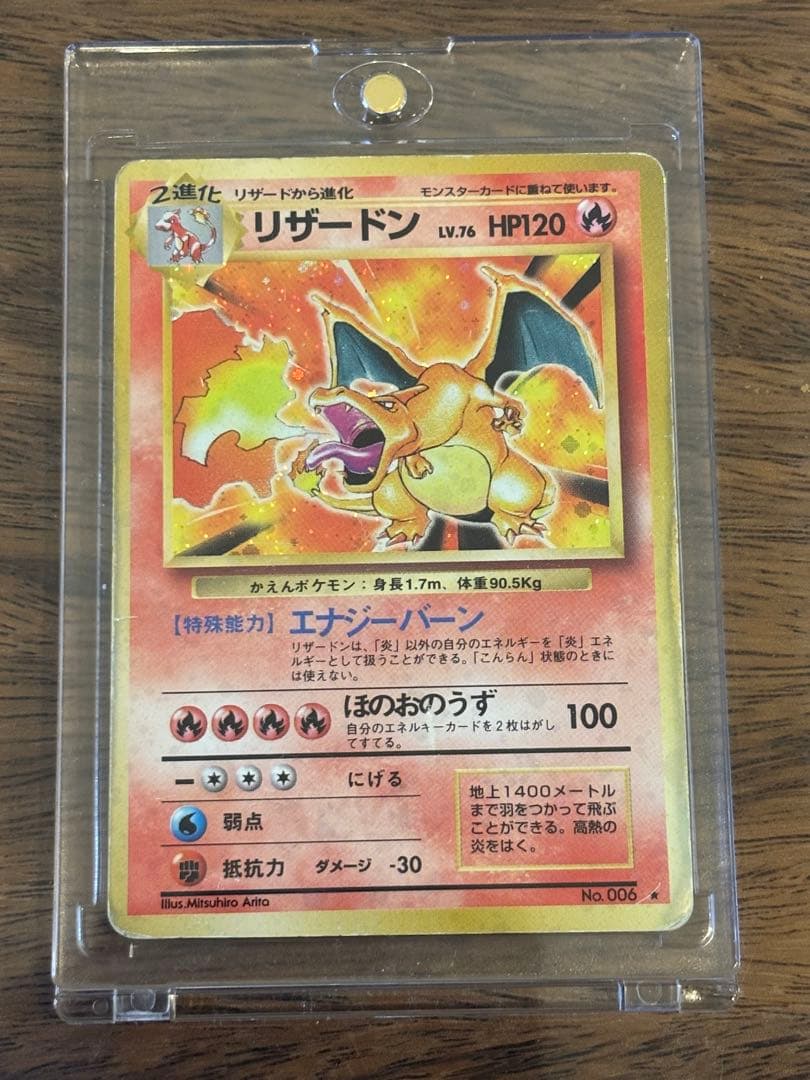 2進化 リザードから進化 モンスターカードに重ねて使います。
リザードン LV.76 HP120
かえんポケモン：身長1.7m、体重90.5Kg
【特殊能力】エナジーバーン
リザードンは、「炎」以外の自分のエネルギーを「炎」エネ
ルギーとして扱うことができる。「こんらん」状態のときに
は使えない。
ほのおのうず 100
自分のエネルギーカードを2枚はがし
てすてる。
にげる
弱点
抵抗力 ダメージ -30
地上1400メートル
まで羽をつかって飛ぶ
ことができる。高熱の
炎をはく。
Illus.Mitsuhiro Arita No.006